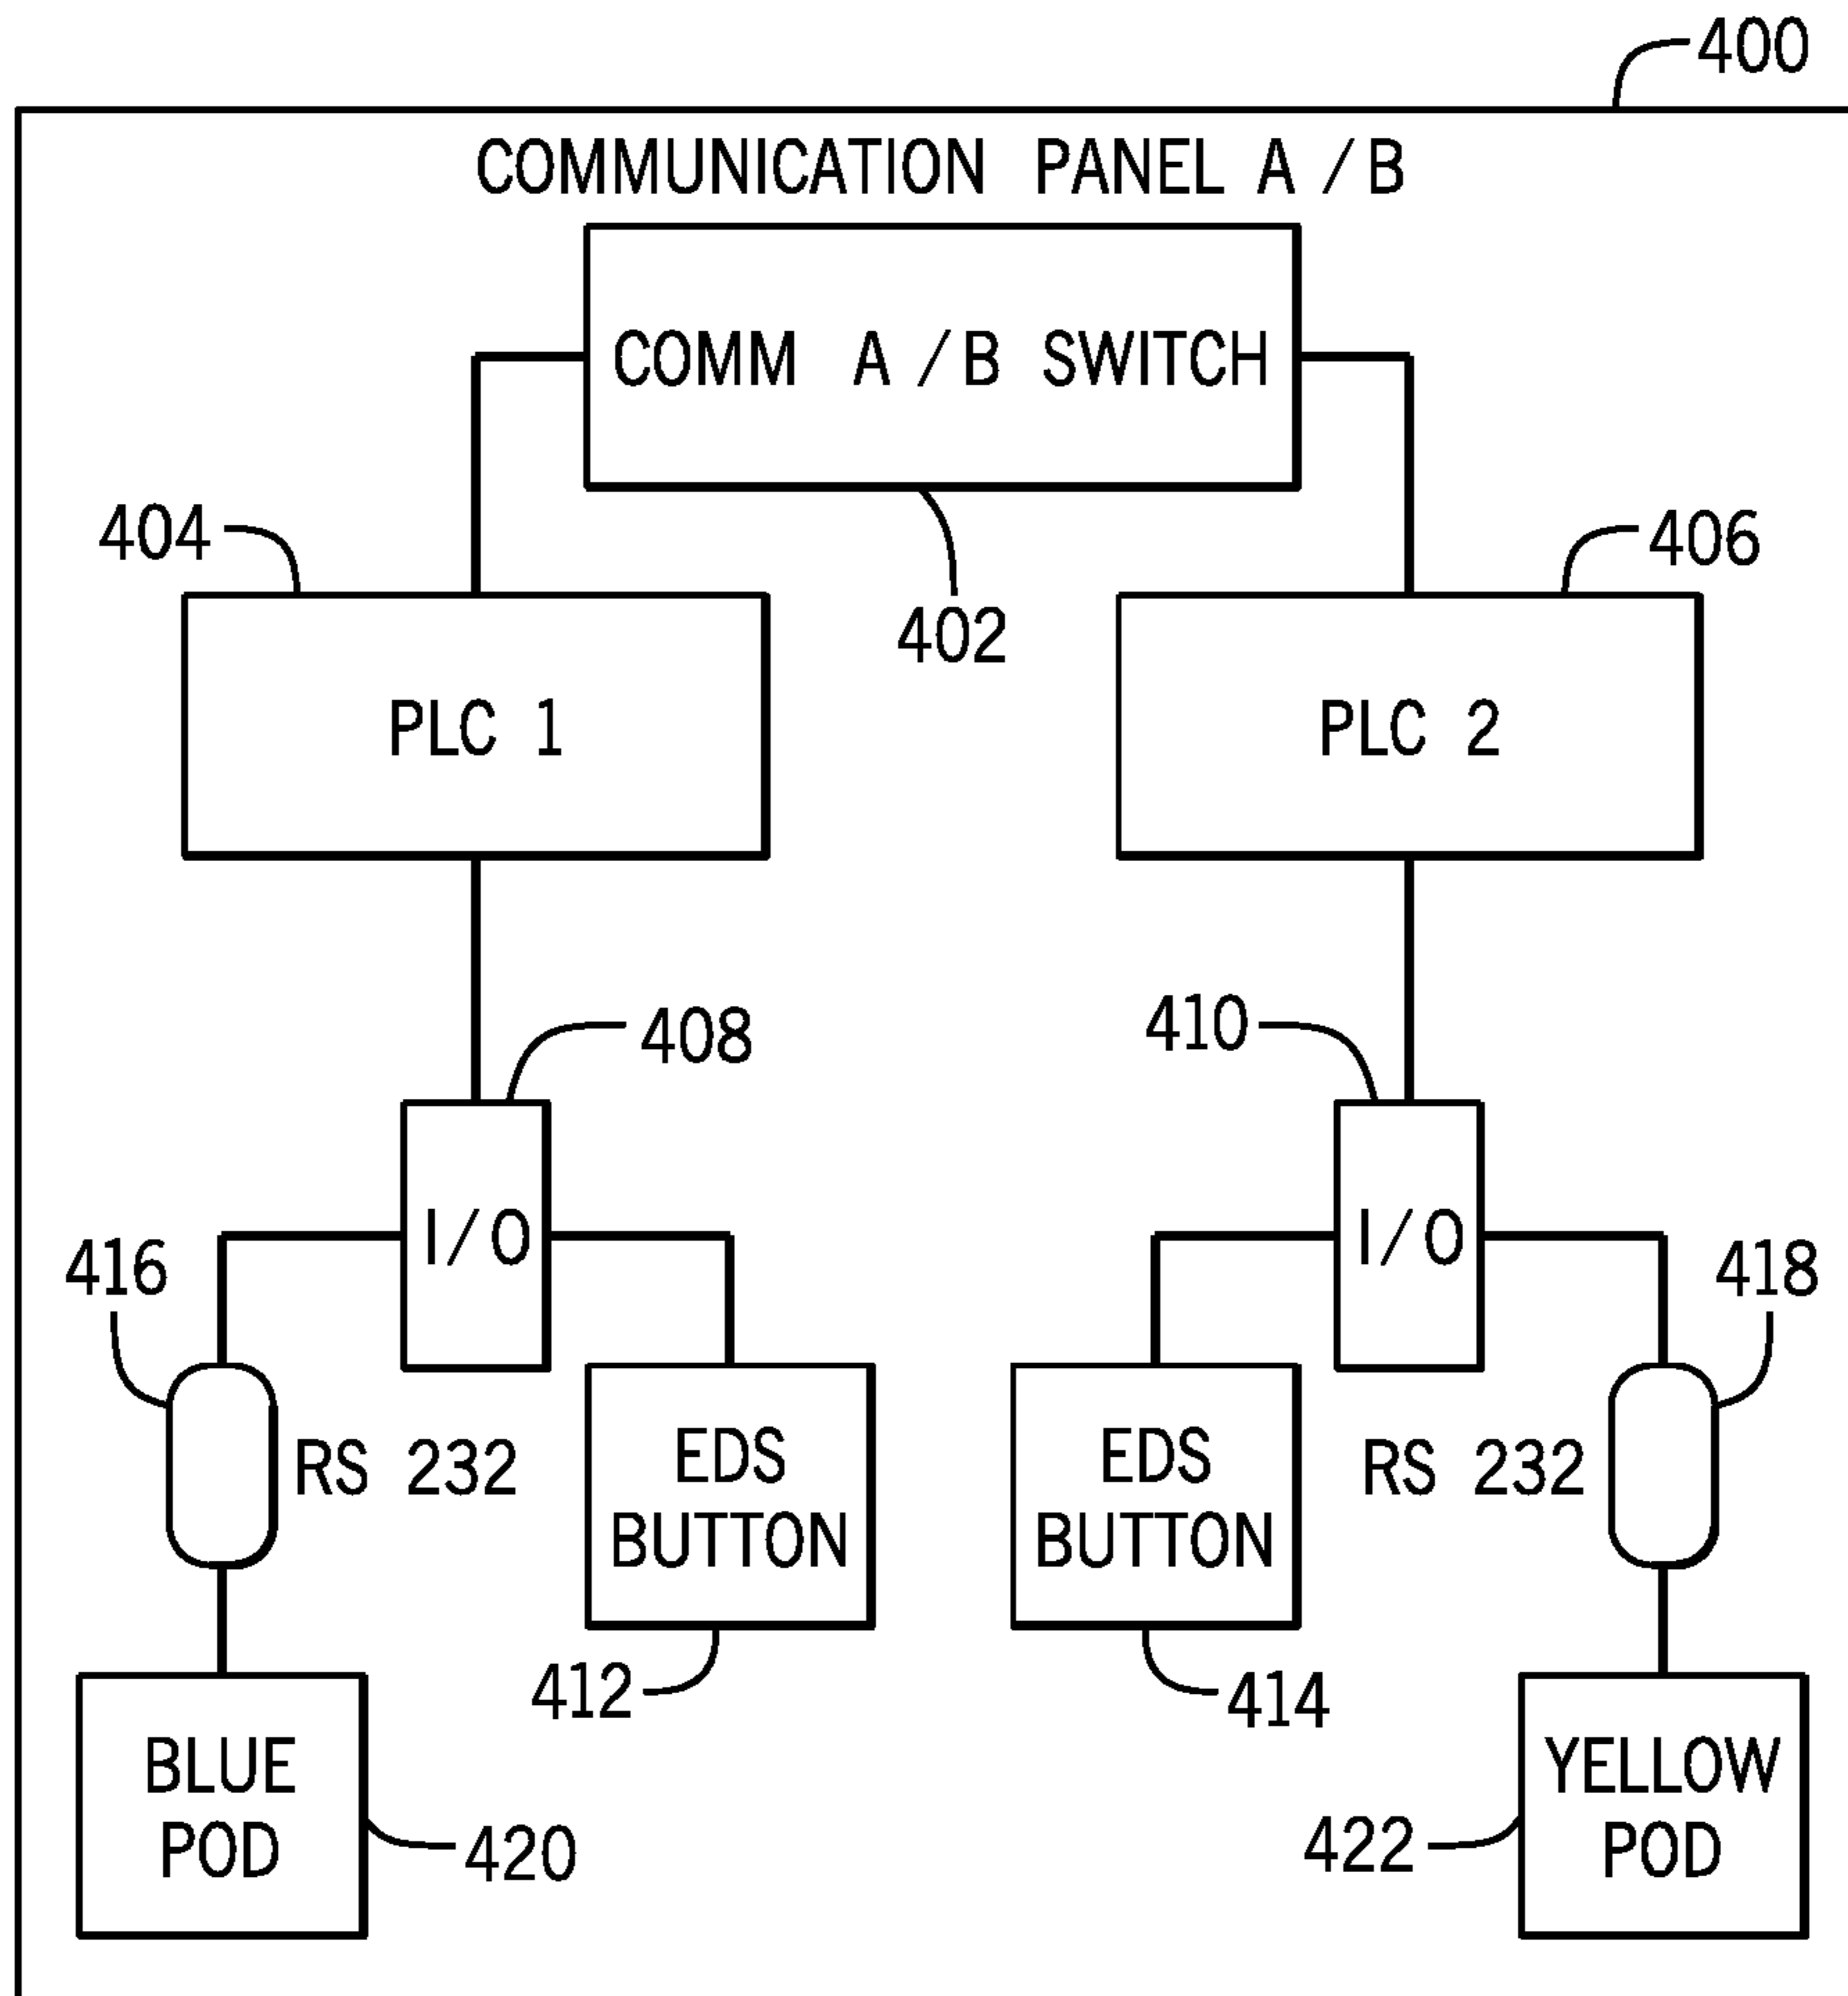 400
COMMUNICATION PANEL A / B
COMM A / B SWITCH
404
402
406
PLC 1
PLC 2
408
410
I/O
I/O
416
418
RS 232
EDS
BUTTON
EDS
BUTTON
RS 232
412
414
BLUE
POD
420
422
YELLOW
POD